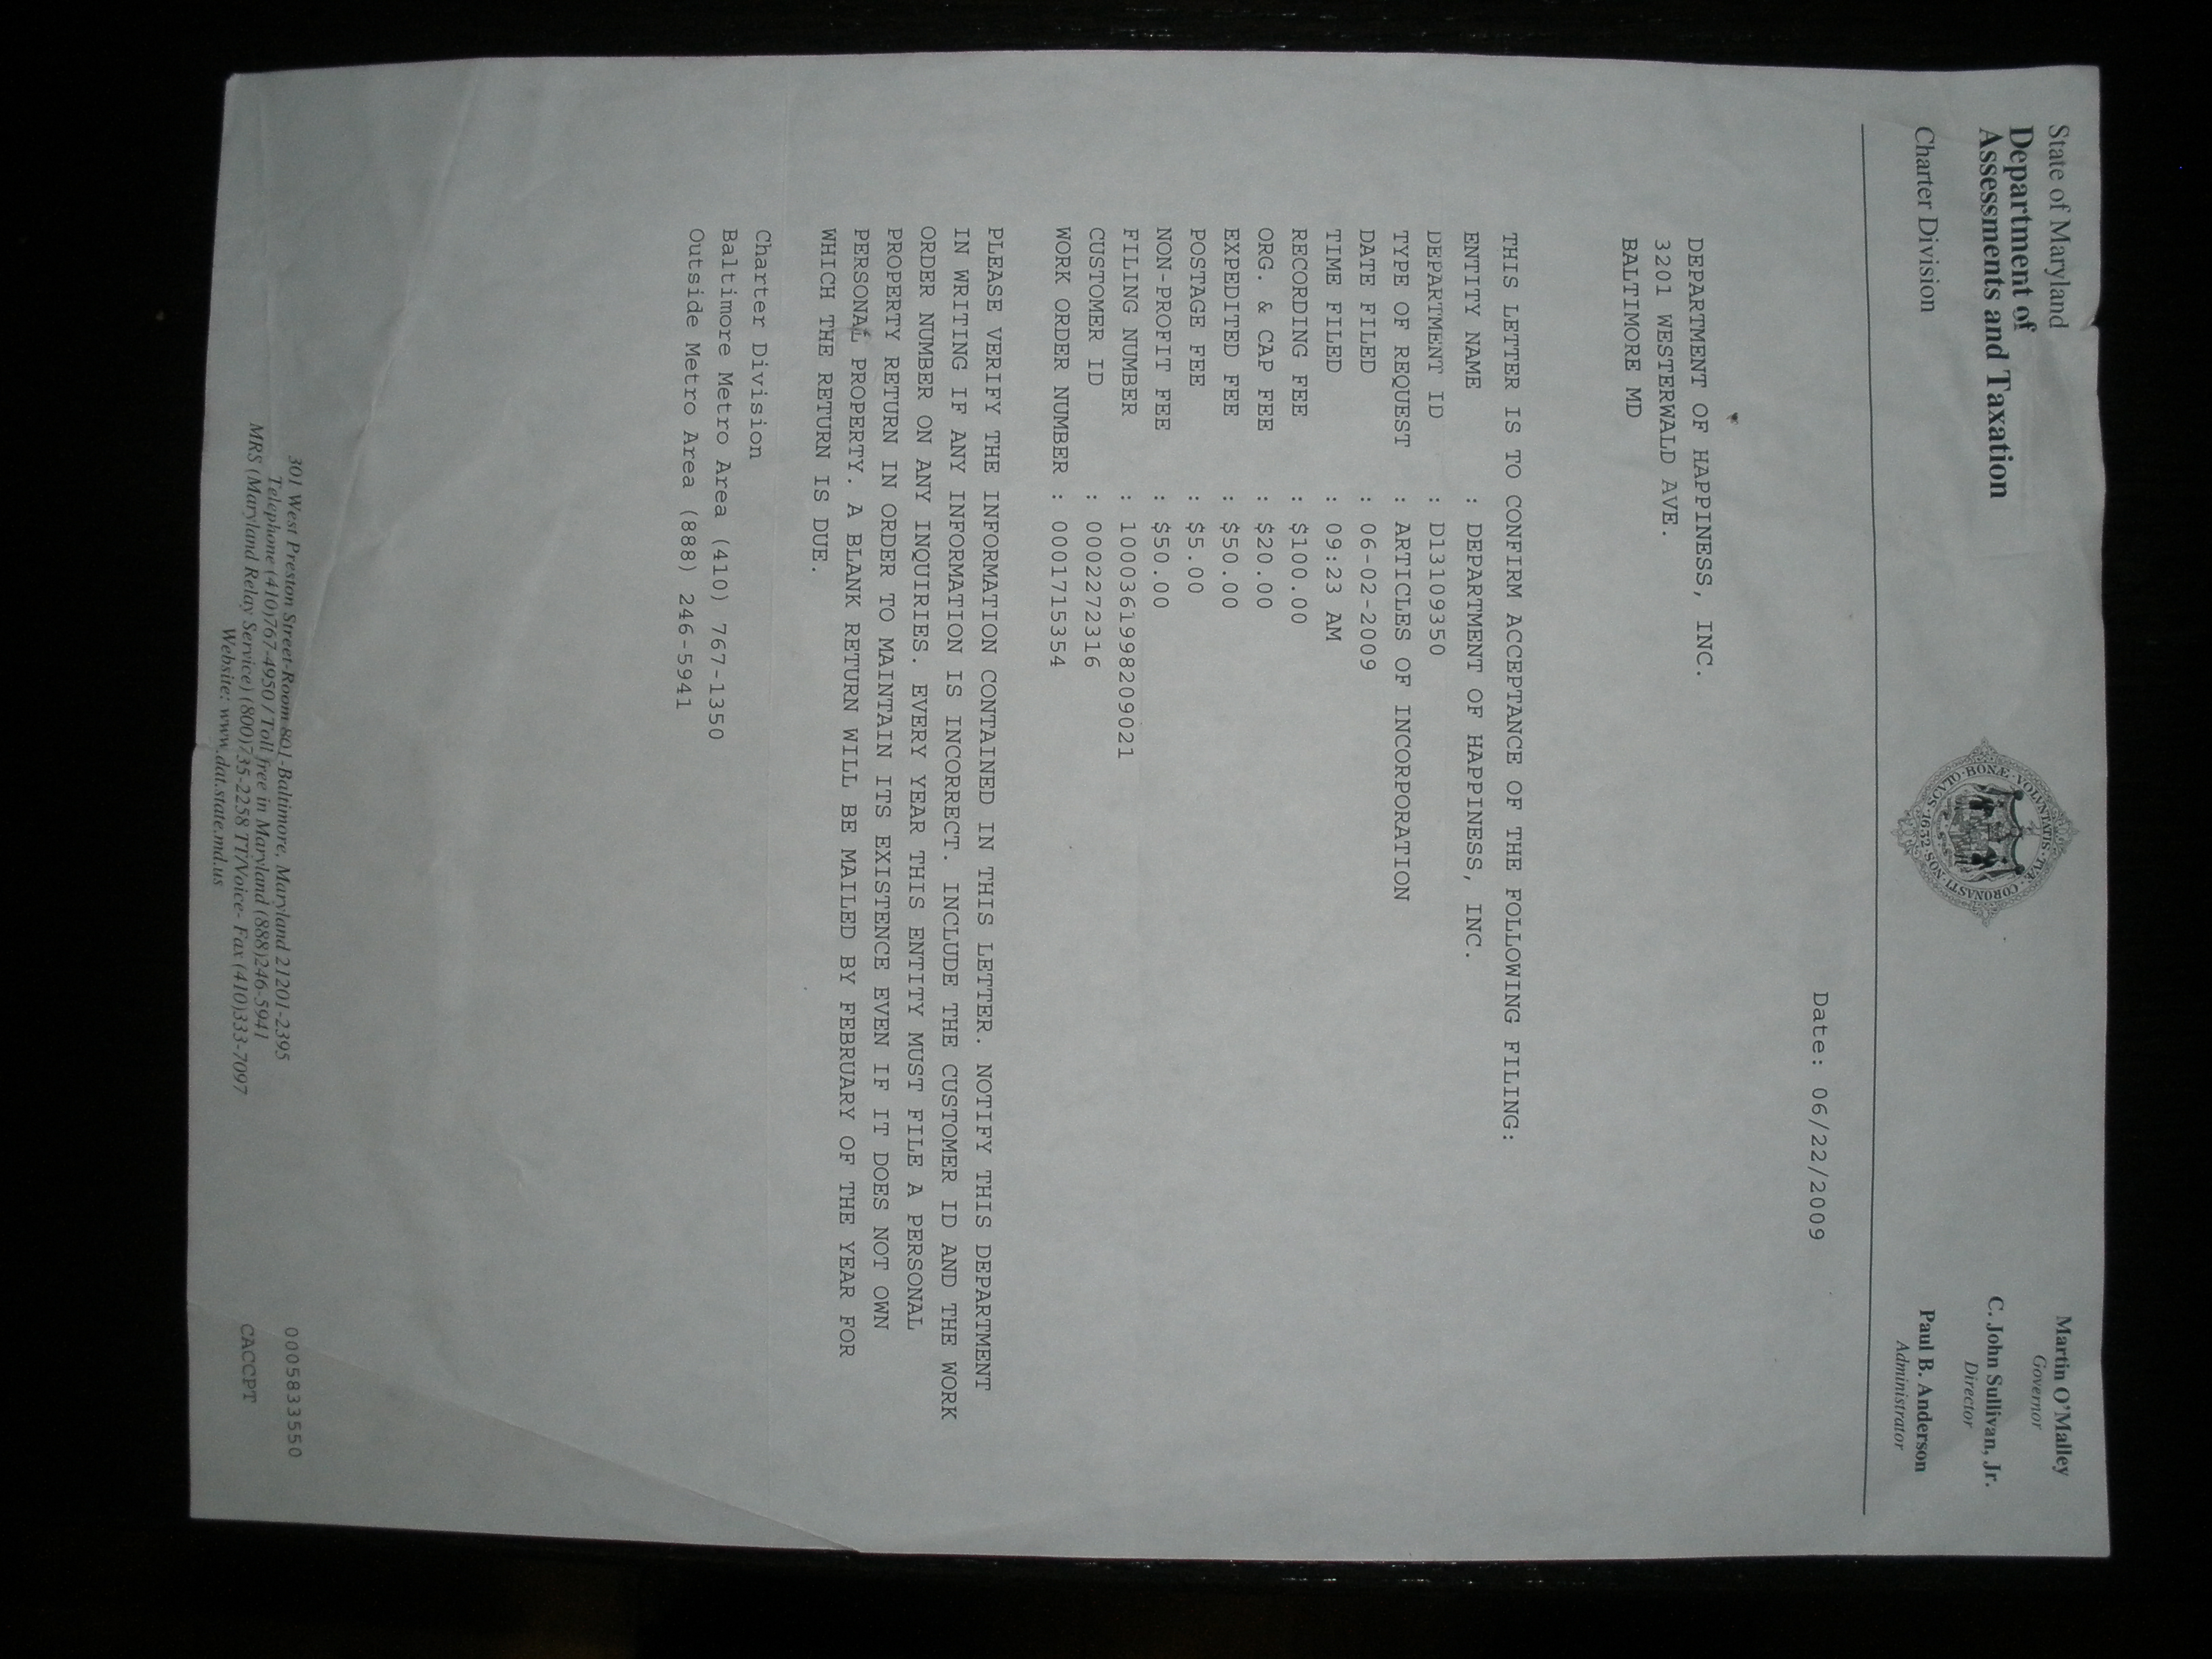 State of Maryland
Department of
Assessments and Taxation
Charter Division
Martin O'Malley
Governor
C. John Sullivan, Jr.
Director
Paul B. Anderson
Administrator
SCVTO·BONÆ·VOLVNTATIS·TVÆ·CORONASTI·NOS·
1632
Date: 06/22/2009
DEPARTMENT OF HAPPINESS, INC.
3201 WESTERWALD AVE.
BALTIMORE MD
THIS LETTER IS TO CONFIRM ACCEPTANCE OF THE FOLLOWING FILING:
ENTITY NAME : DEPARTMENT OF HAPPINESS, INC.
DEPARTMENT ID : D13109350
TYPE OF REQUEST : ARTICLES OF INCORPORATION
DATE FILED : 06-02-2009
TIME FILED : 09:23 AM
RECORDING FEE : $100.00
ORG. & CAP FEE : $20.00
EXPEDITED FEE : $50.00
POSTAGE FEE : $5.00
NON-PROFIT FEE : $50.00
FILING NUMBER : 1000361998209021
CUSTOMER ID : 0002272316
WORK ORDER NUMBER : 0001715354
PLEASE VERIFY THE INFORMATION CONTAINED IN THIS LETTER. NOTIFY THIS DEPARTMENT
IN WRITING IF ANY INFORMATION IS INCORRECT. INCLUDE THE CUSTOMER ID AND THE WORK
ORDER NUMBER ON ANY INQUIRIES. EVERY YEAR THIS ENTITY MUST FILE A PERSONAL
PROPERTY RETURN IN ORDER TO MAINTAIN ITS EXISTENCE EVEN IF IT DOES NOT OWN
PERSONAL PROPERTY. A BLANK RETURN WILL BE MAILED BY FEBRUARY OF THE YEAR FOR
WHICH THE RETURN IS DUE.
Charter Division
Baltimore Metro Area (410) 767-1350
Outside Metro Area (888) 246-5941
301 West Preston Street-Room 801-Baltimore, Maryland 21201-2395
Telephone (410)767-4950 / Toll free in Maryland (888)246-5941
MRS (Maryland Relay Service) (800)735-2258 TT/Voice- Fax (410)333-7097
Website: www.dat.state.md.us
0005833550
CACCPT